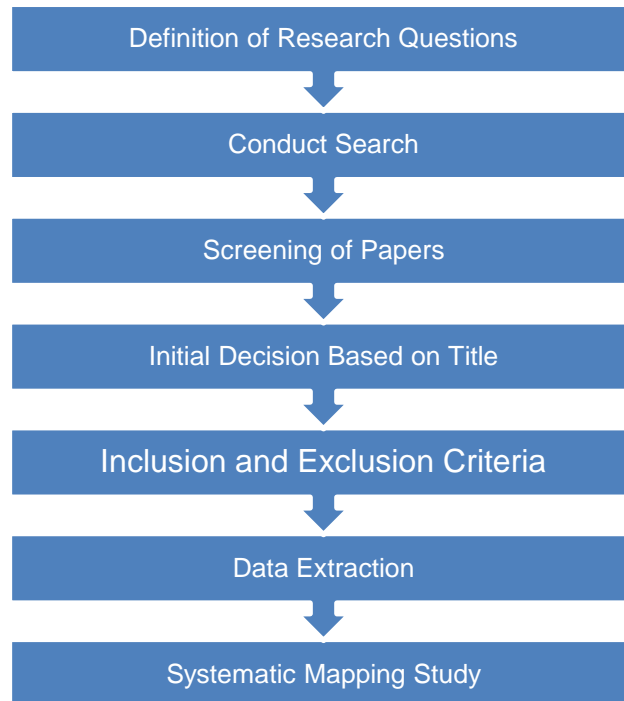 Definition of Research Questions
Conduct Search
Screening of Papers
Initial Decision Based on Title
Inclusion and Exclusion Criteria
Data Extraction
Systematic Mapping Study